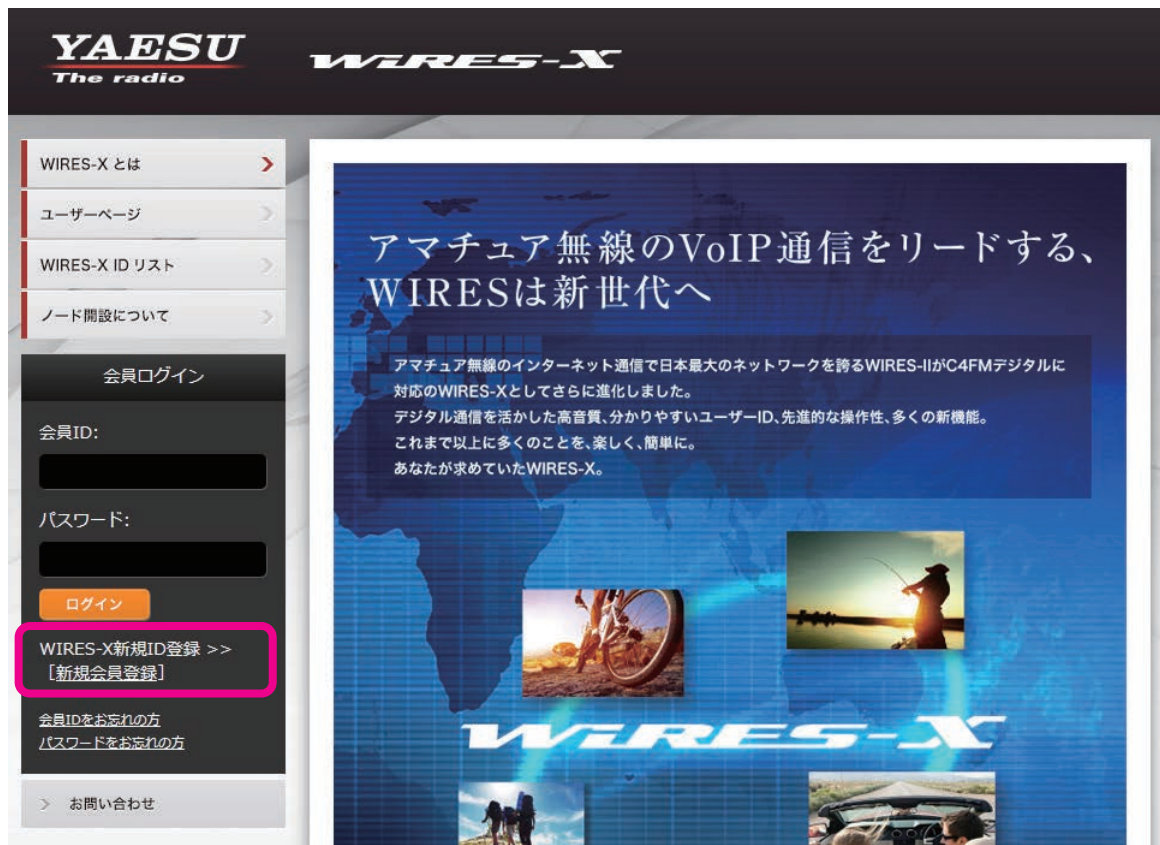 YAESU
The radio
WiRES-X
WIRES-X とは
ユーザーページ
WIRES-X ID リスト
ノード開設について
会員ログイン
会員ID:
パスワード:
ログイン
WIRES-X新規ID登録 >>
［新規会員登録］
会員IDをお忘れの方
パスワードをお忘れの方
お問い合わせ
アマチュア無線のVoIP通信をリードする、
WIRESは新世代へ
アマチュア無線のインターネット通信で日本最大のネットワークを誇るWIRES-IIがC4FMデジタルに
対応のWIRES-Xとしてさらに進化しました。
デジタル通信を活かした高音質、分かりやすいユーザーID、先進的な操作性、多くの新機能。
これまで以上に多くのことを、楽しく、簡単に。
あなたが求めていたWIRES-X。
WiRES-X